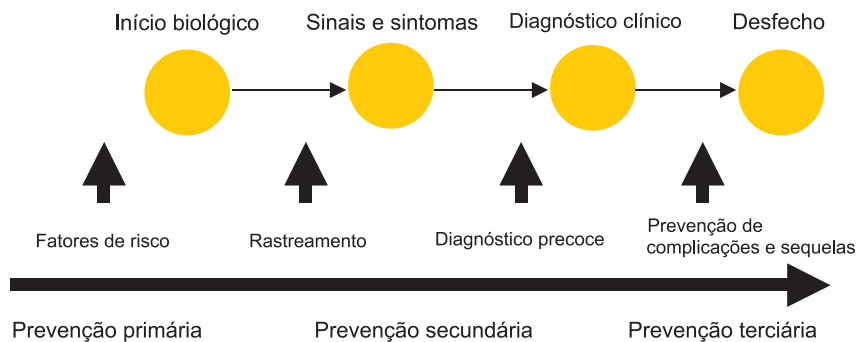 Início biológico
Sinais e sintomas
Diagnóstico clínico
Desfecho
Fatores de risco
Rastreamento
Diagnóstico precoce
Prevenção de
complicações e sequelas
Prevenção primária
Prevenção secundária
Prevenção terciária